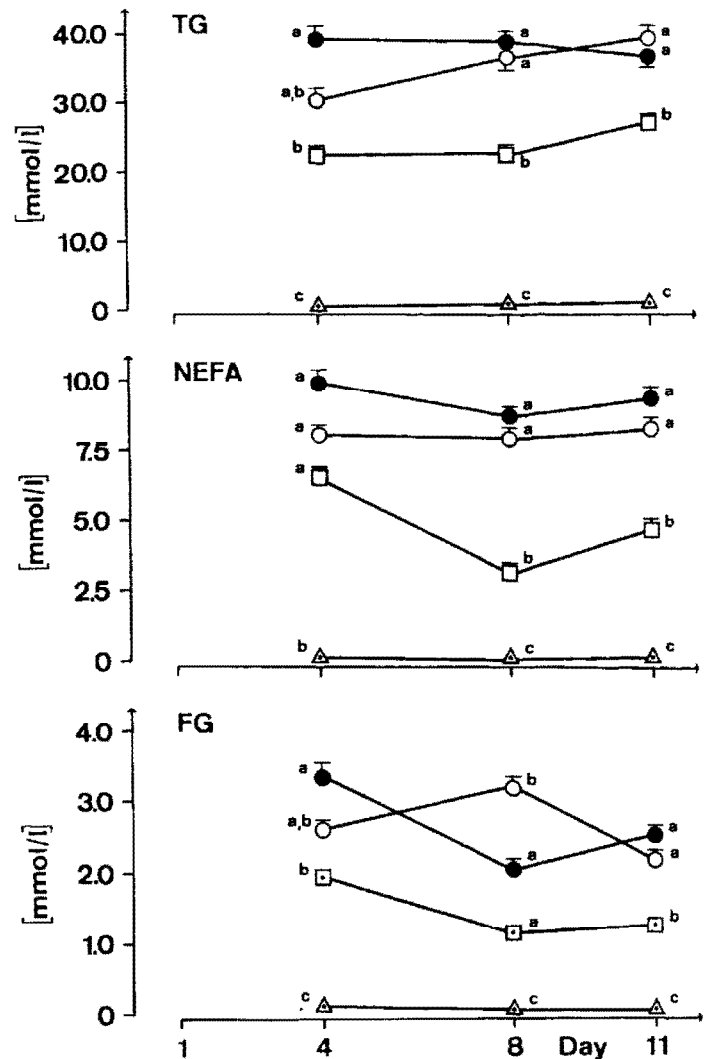 TG
40.0
30.0
20.0
10.0
0
[mmol/l]
a a a
a,b a a
b b b
c c c
NEFA
10.0
7.5
5.0
2.5
0
[mmol/l]
a a a
a a a
a b b
b c c
FG
4.0
3.0
2.0
1.0
0
[mmol/l]
a b a
a,b a a
b a b
c c c
1 4 8 Day 11